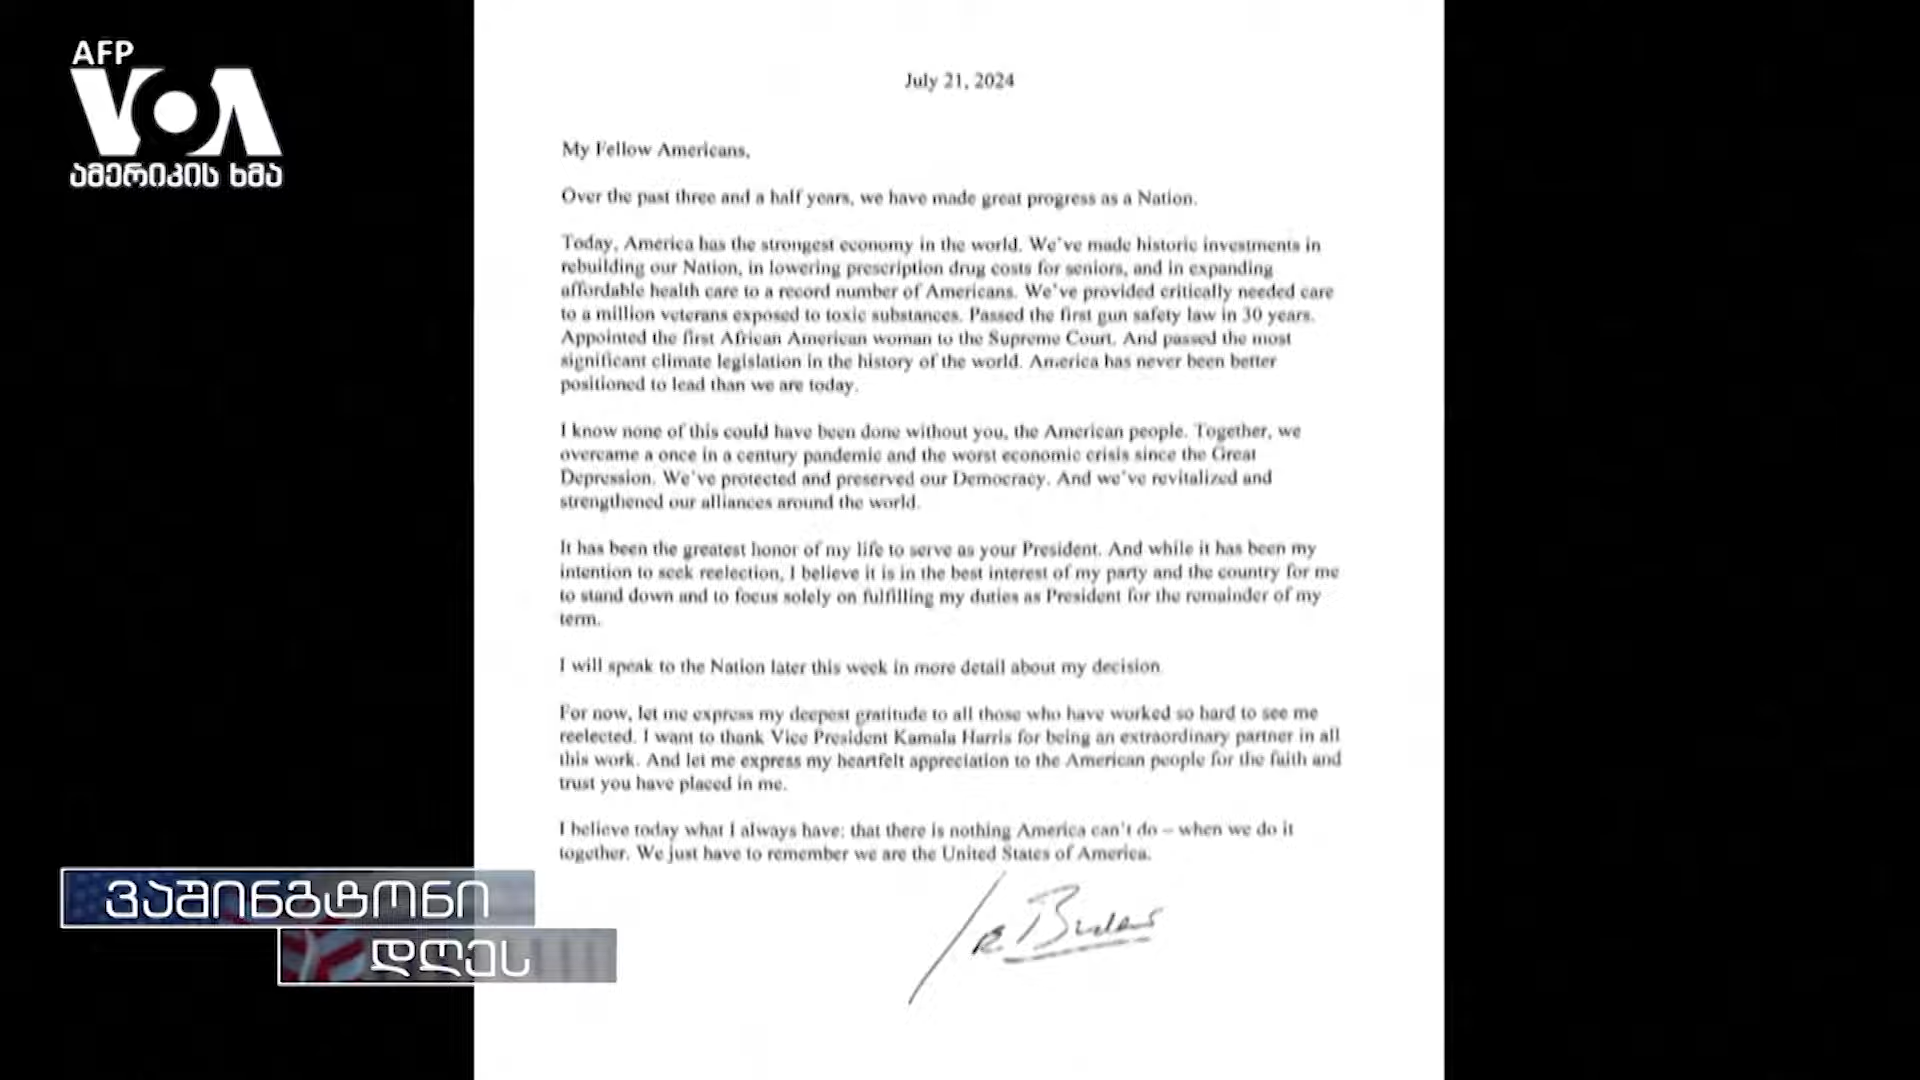 AFP
VOA
ამერიკის ხმა
July 21, 2024
My Fellow Americans,
Over the past three and a half years, we have made great progress as a Nation.
Today, America has the strongest economy in the world. We've made historic investments in
rebuilding our Nation, in lowering prescription drug costs for seniors, and in expanding
affordable health care to a record number of Americans. We've provided critically needed care
to a million veterans exposed to toxic substances. Passed the first gun safety law in 30 years.
Appointed the first African American woman to the Supreme Court. And passed the most
significant climate legislation in the history of the world. America has never been better
positioned to lead than we are today.
I know none of this could have been done without you, the American people. Together, we
overcame a once in a century pandemic and the worst economic crisis since the Great
Depression. We've protected and preserved our Democracy. And we've revitalized and
strengthened our alliances around the world.
It has been the greatest honor of my life to serve as your President. And while it has been my
intention to seek reelection, I believe it is in the best interest of my party and the country for me
to stand down and to focus solely on fulfilling my duties as President for the remainder of my
term.
I will speak to the Nation later this week in more detail about my decision.
For now, let me express my deepest gratitude to all those who have worked so hard to see me
reelected. I want to thank Vice President Kamala Harris for being an extraordinary partner in all
this work. And let me express my heartfelt appreciation to the American people for the faith and
trust you have placed in me.
I believe today what I always have: that there is nothing America can't do – when we do it
together. We just have to remember we are the United States of America.
ვაშინგტონი
დღეს